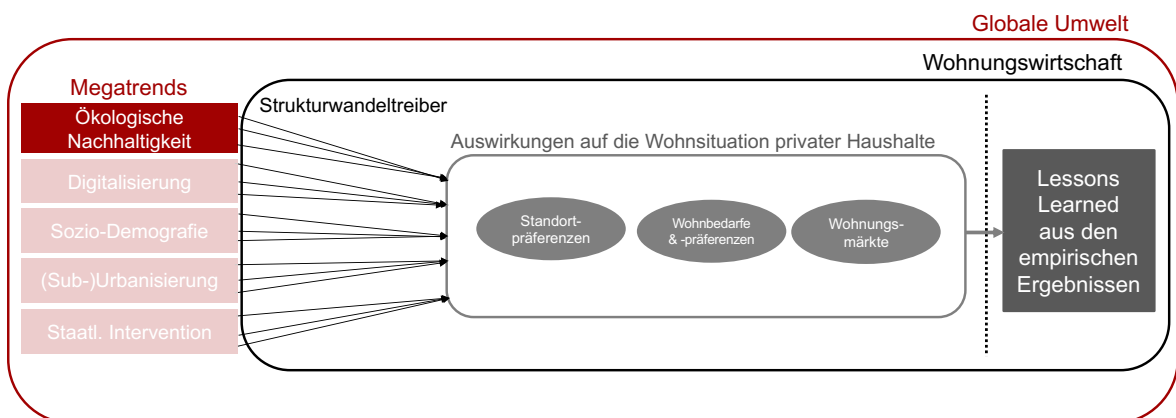 Globale Umwelt
Wohnungswirtschaft
Megatrends
Ökologische
Nachhaltigkeit
Digitalisierung
Sozio-Demografie
(Sub-)Urbanisierung
Staatl. Intervention
Strukturwandeltreiber
Auswirkungen auf die Wohnsituation privater Haushalte
Standort-
präferenzen
Wohnbedarfe
& -präferenzen
Wohnungs-
märkte
Lessons
Learned
aus den
empirischen
Ergebnissen